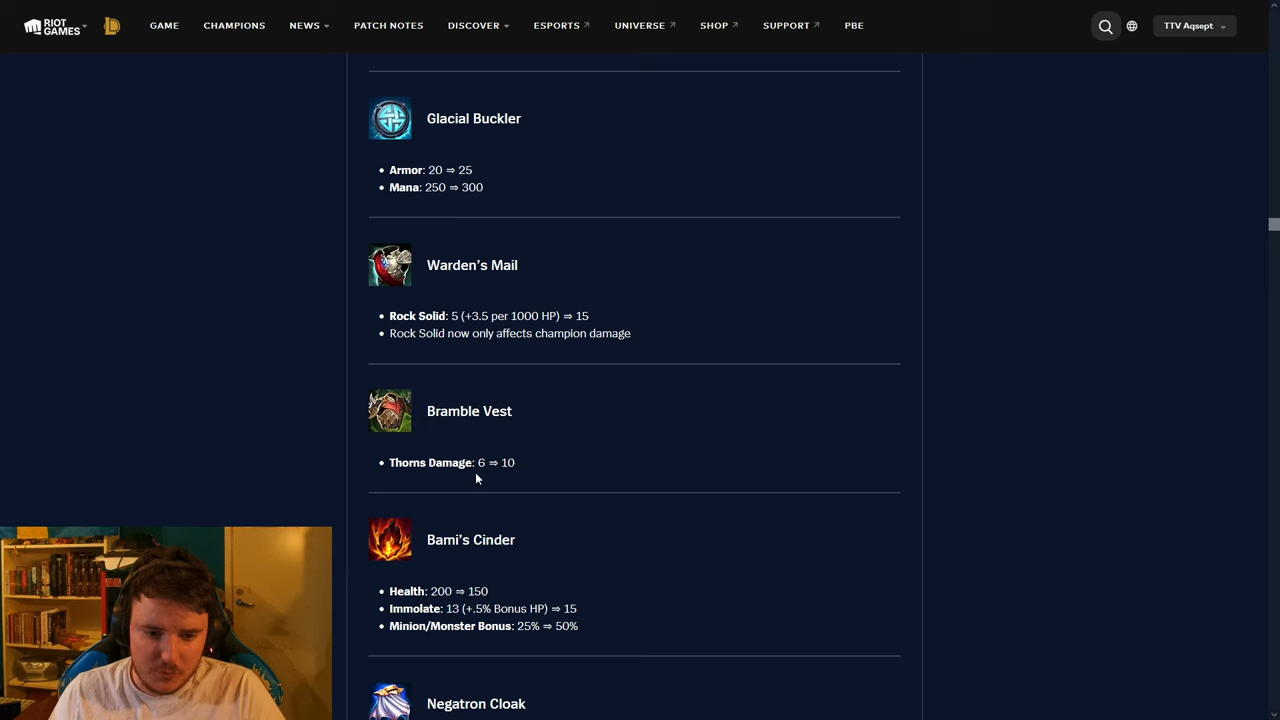 RIOT GAMES
GAME
CHAMPIONS
NEWS
PATCH NOTES
DISCOVER
ESPORTS
UNIVERSE
SHOP
SUPPORT
PBE
TTV Aqsept
Glacial Buckler
• Armor: 20 ⇒ 25
• Mana: 250 ⇒ 300
Warden’s Mail
• Rock Solid: 5 (+3.5 per 1000 HP) ⇒ 15
• Rock Solid now only affects champion damage
Bramble Vest
• Thorns Damage: 6 ⇒ 10
Bami’s Cinder
• Health: 200 ⇒ 150
• Immolate: 13 (+.5% Bonus HP) ⇒ 15
• Minion/Monster Bonus: 25% ⇒ 50%
Negatron Cloak